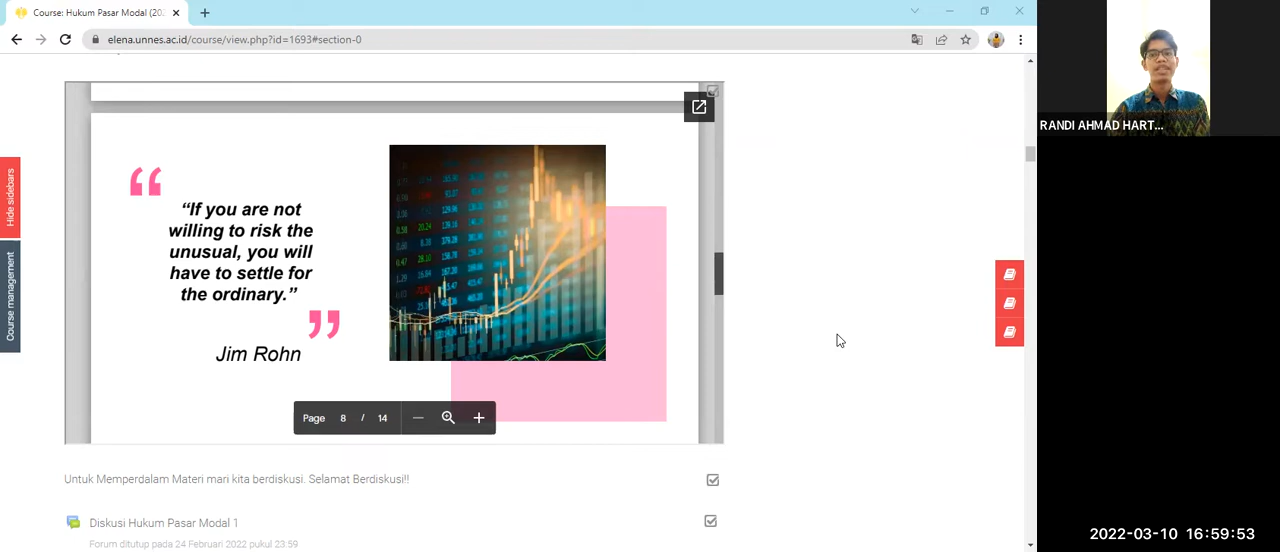 Course: Hukum Pasar Modal (202
elena.unnes.ac.id/course/view.php?id=1693#section-0
RANDI AHMAD HART...
Hide sidebars
Course management
“If you are not
willing to risk the
unusual, you will
have to settle for
the ordinary.”
Jim Rohn
Page 8 / 14
Untuk Memperdalam Materi mari kita berdiskusi. Selamat Berdiskusi!!
Diskusi Hukum Pasar Modal 1
Forum ditutup pada 24 Februari 2022 pukul 23:59
2022-03-10 16:59:53